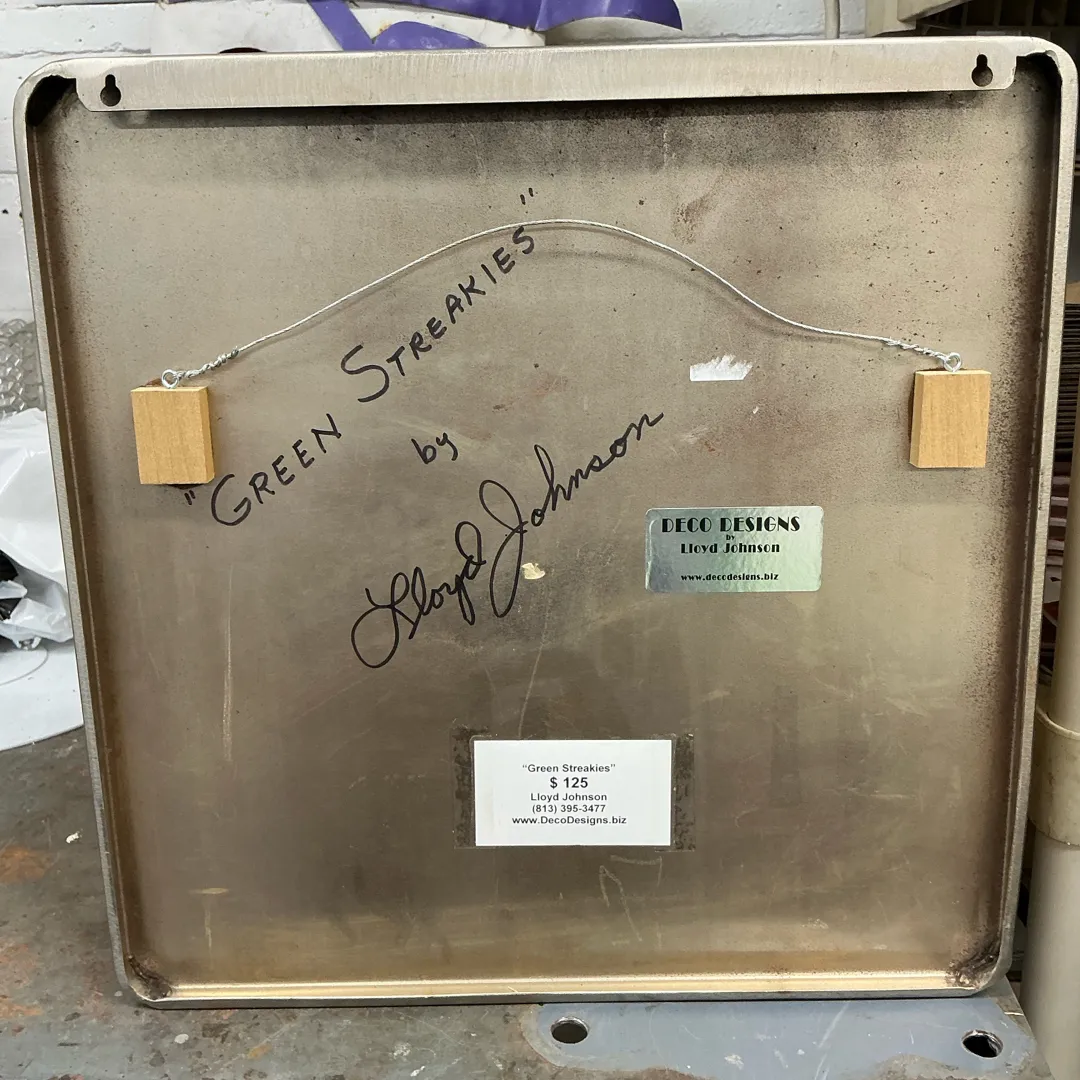 "GREEN STREAKIES"
by
Lloyd Johnson
DECO DESIGNS
by
Lloyd Johnson
www.decodesigns.biz
"Green Streakies"
$ 125
Lloyd Johnson
(813) 395-3477
www.DecoDesigns.biz